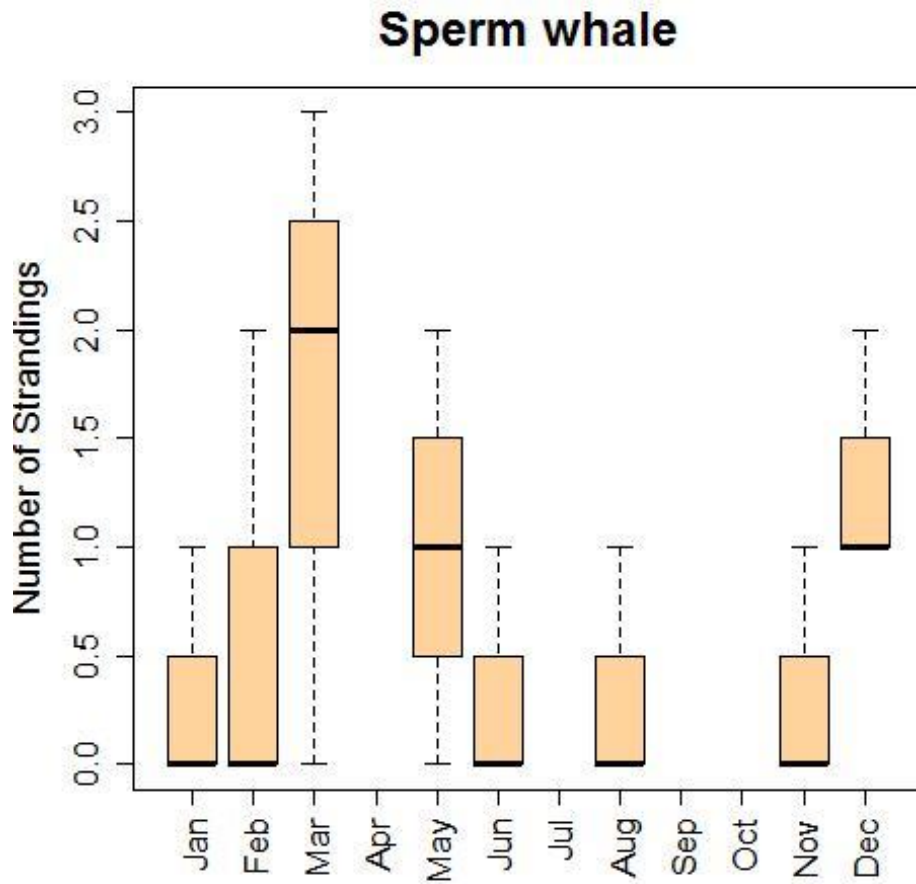 Sperm whale
Number of Strandings
3.0
2.5
2.0
1.5
1.0
0.5
0.0
Jan
Feb
Mar
Apr
May
Jun
Jul
Aug
Sep
Oct
Nov
Dec